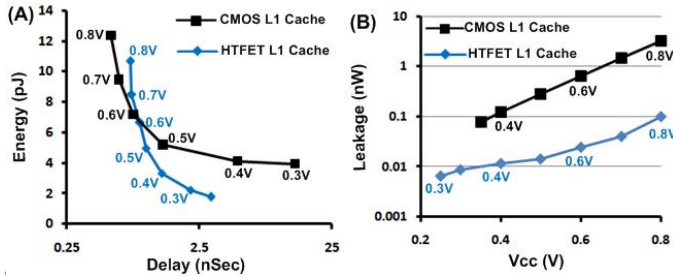 (A)
CMOS L1 Cache
HTFET L1 Cache
Energy (pJ)
14
12
10
8
6
4
2
0
0.8V
0.7V
0.6V
0.5V
0.4V
0.3V
0.8V
0.7V
0.6V
0.5V
0.4V
0.3V
0.25
2.5
25
Delay (nSec)
(B)
CMOS L1 Cache
HTFET L1 Cache
Leakage (nW)
10
1
0.1
0.01
0.001
0.8V
0.6V
0.4V
0.8V
0.6V
0.4V
0.3V
0.2
0.4
0.6
0.8
Vcc (V)